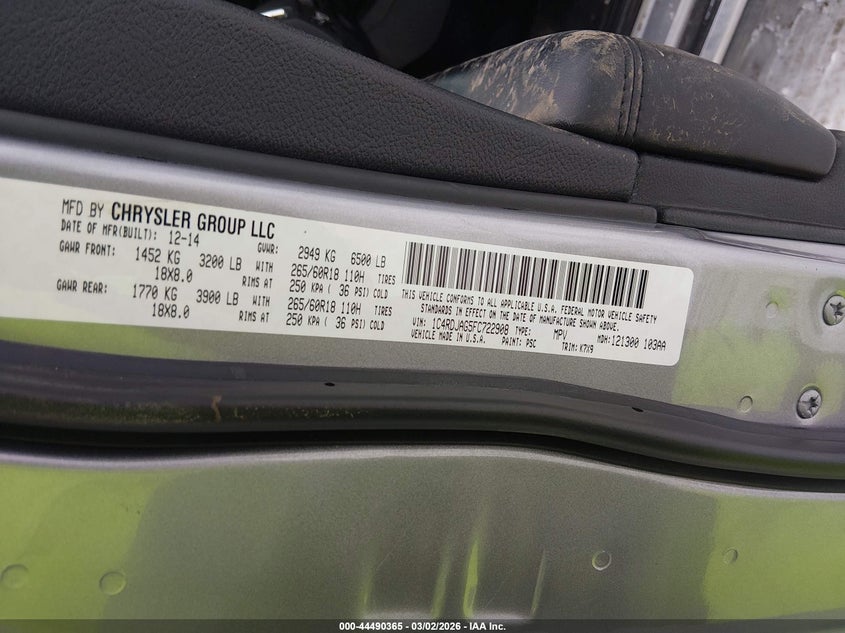 MFD BY CHRYSLER GROUP LLC
DATE OF MFR(BUILT): 12-14 GVWR: 2949 KG 6500 LB
GAWR FRONT: 1452 KG 3200 LB WITH 265/60R18 110H TIRES
18X8.0 RIMS AT 250 KPA ( 36 PSI) COLD
GAWR REAR: 1770 KG 3900 LB WITH 265/60R18 110H TIRES
18X8.0 RIMS AT 250 KPA ( 36 PSI) COLD
THIS VEHICLE CONFORMS TO ALL APPLICABLE U.S.A. FEDERAL MOTOR VEHICLE SAFETY
STANDARDS IN EFFECT ON THE DATE OF MANUFACTURE SHOWN ABOVE.
VIN: 1C4RDJAG5FC722908 TYPE: MPV MDH:121300 103AA
VEHICLE MADE IN U.S.A. PAINT: PSC TRIM: K7X9
000-44490365 - 03/02/2026 - IAA Inc.